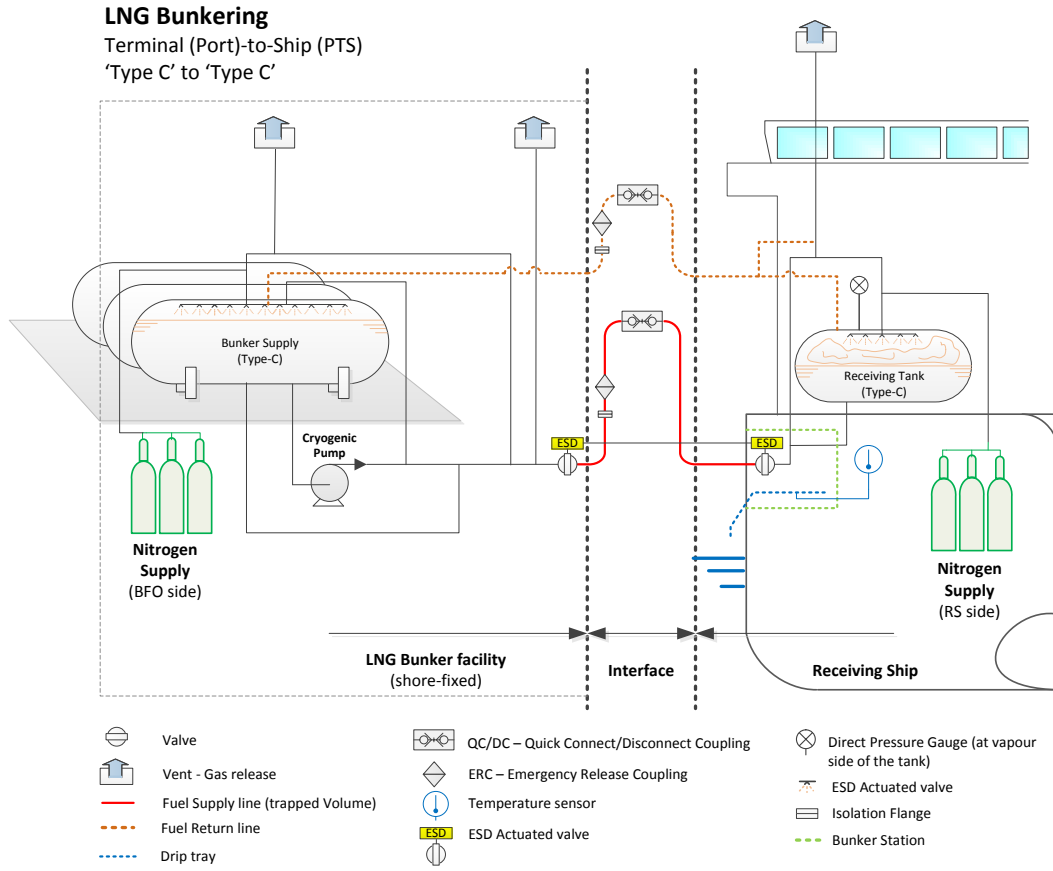 LNG Bunkering
Terminal (Port)-to-Ship (PTS)
‘Type C’ to ‘Type C’
Bunker Supply
(Type-C)
Receiving Tank
(Type-C)
Cryogenic
Pump
ESD
ESD
Nitrogen
Supply
(BFO side)
Nitrogen
Supply
(RS side)
LNG Bunker facility
(shore-fixed)
Interface
Receiving Ship
Valve
Vent - Gas release
Fuel Supply line (trapped Volume)
Fuel Return line
Drip tray
QC/DC – Quick Connect/Disconnect Coupling
ERC – Emergency Release Coupling
Temperature sensor
ESD
ESD Actuated valve
Direct Pressure Gauge (at vapour
side of the tank)
ESD Actuated valve
Isolation Flange
Bunker Station